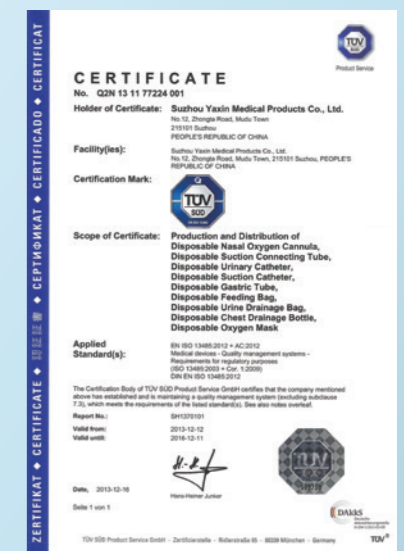 ZERTIFIKAT ◆ CERTIFICATE ◆ 認証証書 ◆ СЕРТИФИКАТ ◆ CERTIFICADO ◆ CERTIFICAT
TÜV
SÜD
Product Service
CERTIFICATE
No. Q2N 13 11 77224 001
Holder of Certificate: Suzhou Yaxin Medical Products Co., Ltd.
No.12, Zhongta Road, Mudu Town
215101 Suzhou
PEOPLE'S REPUBLIC OF CHINA
Facility(ies): Suzhou Yaxin Medical Products Co., Ltd.
No.12, Zhongta Road, Mudu Town, 215101 Suzhou, PEOPLE'S
REPUBLIC OF CHINA
Certification Mark:
TÜV
SÜD
Scope of Certificate: Production and Distribution of
Disposable Nasal Oxygen Cannula,
Disposable Suction Connecting Tube,
Disposable Urinary Catheter,
Disposable Suction Catheter,
Disposable Gastric Tube,
Disposable Feeding Bag,
Disposable Urine Drainage Bag,
Disposable Chest Drainage Bottle,
Disposable Oxygen Mask
Applied
Standard(s): EN ISO 13485:2012 + AC:2012
Medical devices - Quality management systems -
Requirements for regulatory purposes
(ISO 13485:2003 + Cor. 1:2009)
DIN EN ISO 13485:2012
The Certification Body of TÜV SÜD Product Service GmbH certifies that the company mentioned
above has established and is maintaining a quality management system (excluding subclause
7.3), which meets the requirements of the listed standard(s). See also notes overleaf.
Report No.: SH1370101
Valid from: 2013-12-12
Valid until: 2016-12-11
Date, 2013-12-16
Hans-Heiner Junker
Seite 1 von 1
TÜV
DAkkS
Deutsche
Akkreditierungsstelle
TÜV SÜD Product Service GmbH - Zertifizierstelle - Ridlerstraße 65 - 80339 München - Germany
TÜV®